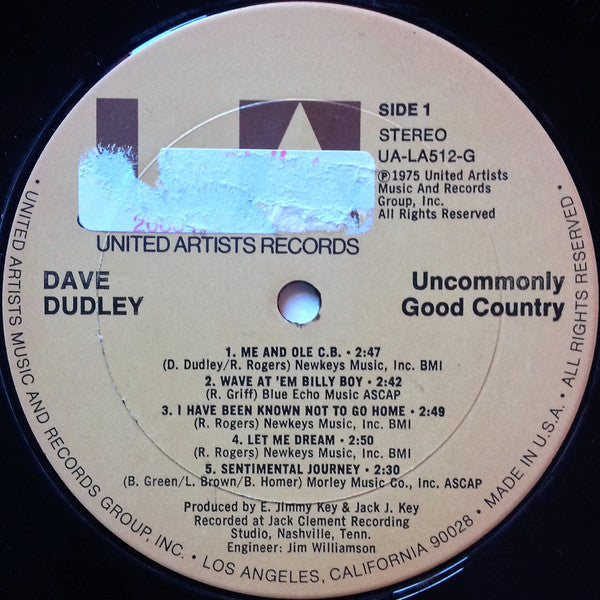 SIDE 1
STEREO
UA-LA512-G
℗1975 United Artists
Music And Records
Group, Inc.
All Rights Reserved
UNITED ARTISTS RECORDS
DAVE
DUDLEY
Uncommonly
Good Country
1. ME AND OLE C.B. • 2:47
(D. Dudley/R. Rogers) Newkeys Music, Inc. BMI
2. WAVE AT 'EM BILLY BOY • 2:42
(R. Griff) Blue Echo Music ASCAP
3. I HAVE BEEN KNOWN NOT TO GO HOME • 2:49
(R. Rogers) Newkeys Music, Inc. BMI
4. LET ME DREAM • 2:50
(R. Rogers) Newkeys Music, Inc. BMI
5. SENTIMENTAL JOURNEY • 2:30
(B. Green/L. Brown/B. Homer) Morley Music Co., Inc. ASCAP
Produced by E. Jimmy Key & Jack J. Key
Recorded at Jack Clement Recording
Studio, Nashville, Tenn.
Engineer: Jim Williamson
• UNITED ARTISTS MUSIC AND RECORDS GROUP, INC. • LOS ANGELES, CALIFORNIA 90028 • MADE IN U.S.A. • ALL RIGHTS RESERVED •